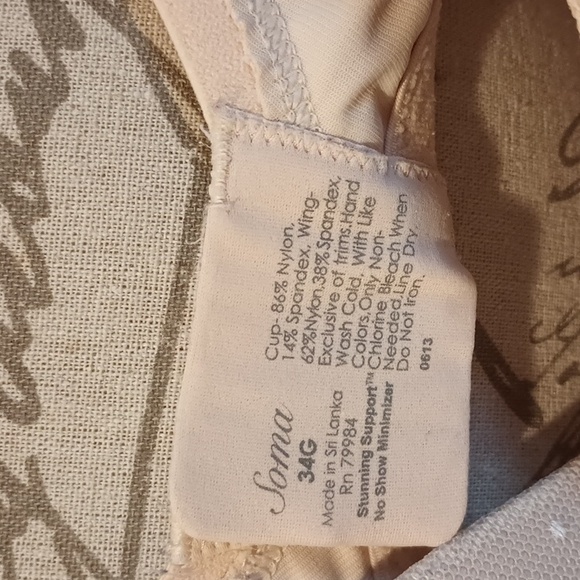 Soma
34G
Made in Sri Lanka
Rn 79984
Stunning Support™
No Show Minimizer
Cup- 86% Nylon,
14% Spandex, Wing-
62%Nylon,38%Spandex,
Exclusive of trims.Hand
Wash Cold, With Like
Colors,Only Non-
Chlorine Bleach When
Needed,Line Dry
Do Not Iron.
0613